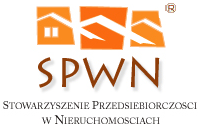 ®
SPWN
STOWARZYSZENIE PRZEDSIEBIORCZOSCI
W NIERUCHOMOSCIACH